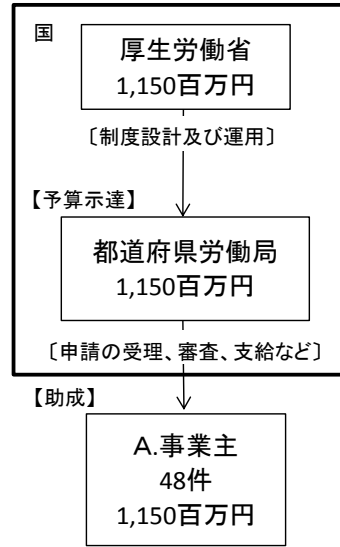 国
厚生労働省
1,150百万円
〔制度設計及び運用〕
【予算示達】
都道府県労働局
1,150百万円
〔申請の受理、審査、支給など〕
【助成】
A.事業主
48件
1,150百万円